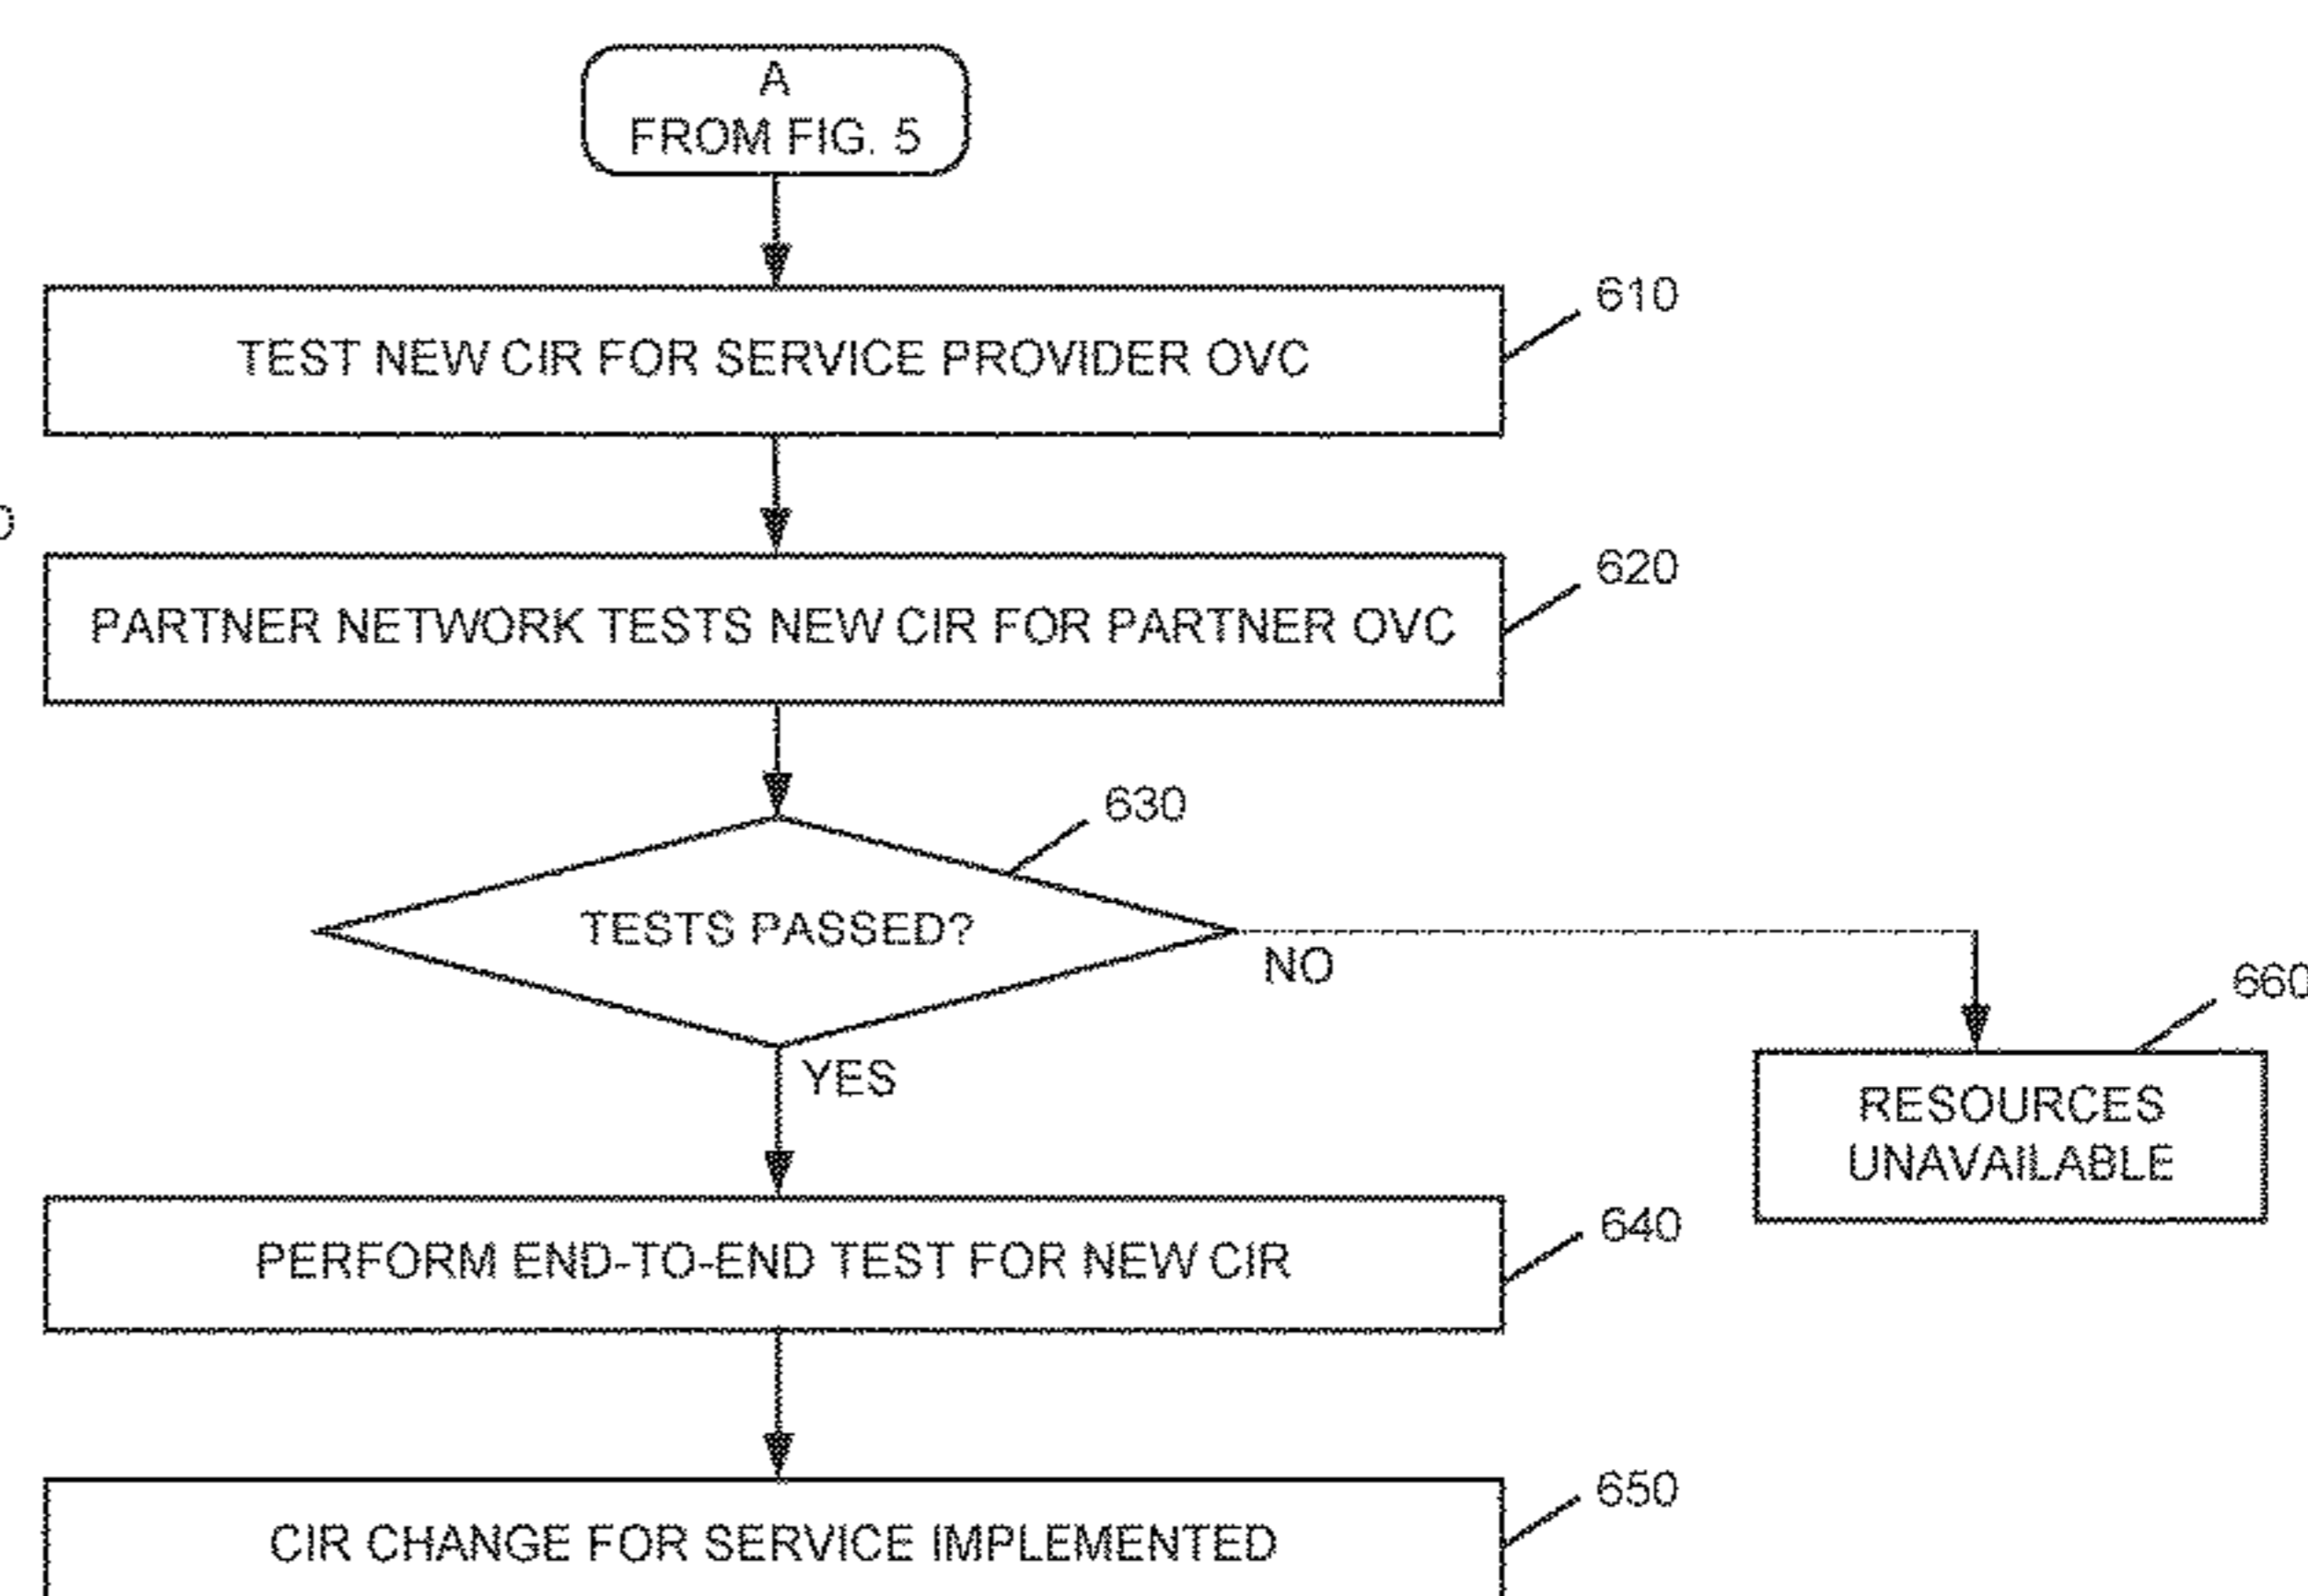 A
FROM FIG. 5
610
TEST NEW CIR FOR SERVICE PROVIDER OVC
620
PARTNER NETWORK TESTS NEW CIR FOR PARTNER OVC
630
TESTS PASSED?
NO
660
YES
RESOURCES
UNAVAILABLE
640
PERFORM END-TO-END TEST FOR NEW CIR
650
CIR CHANGE FOR SERVICE IMPLEMENTED